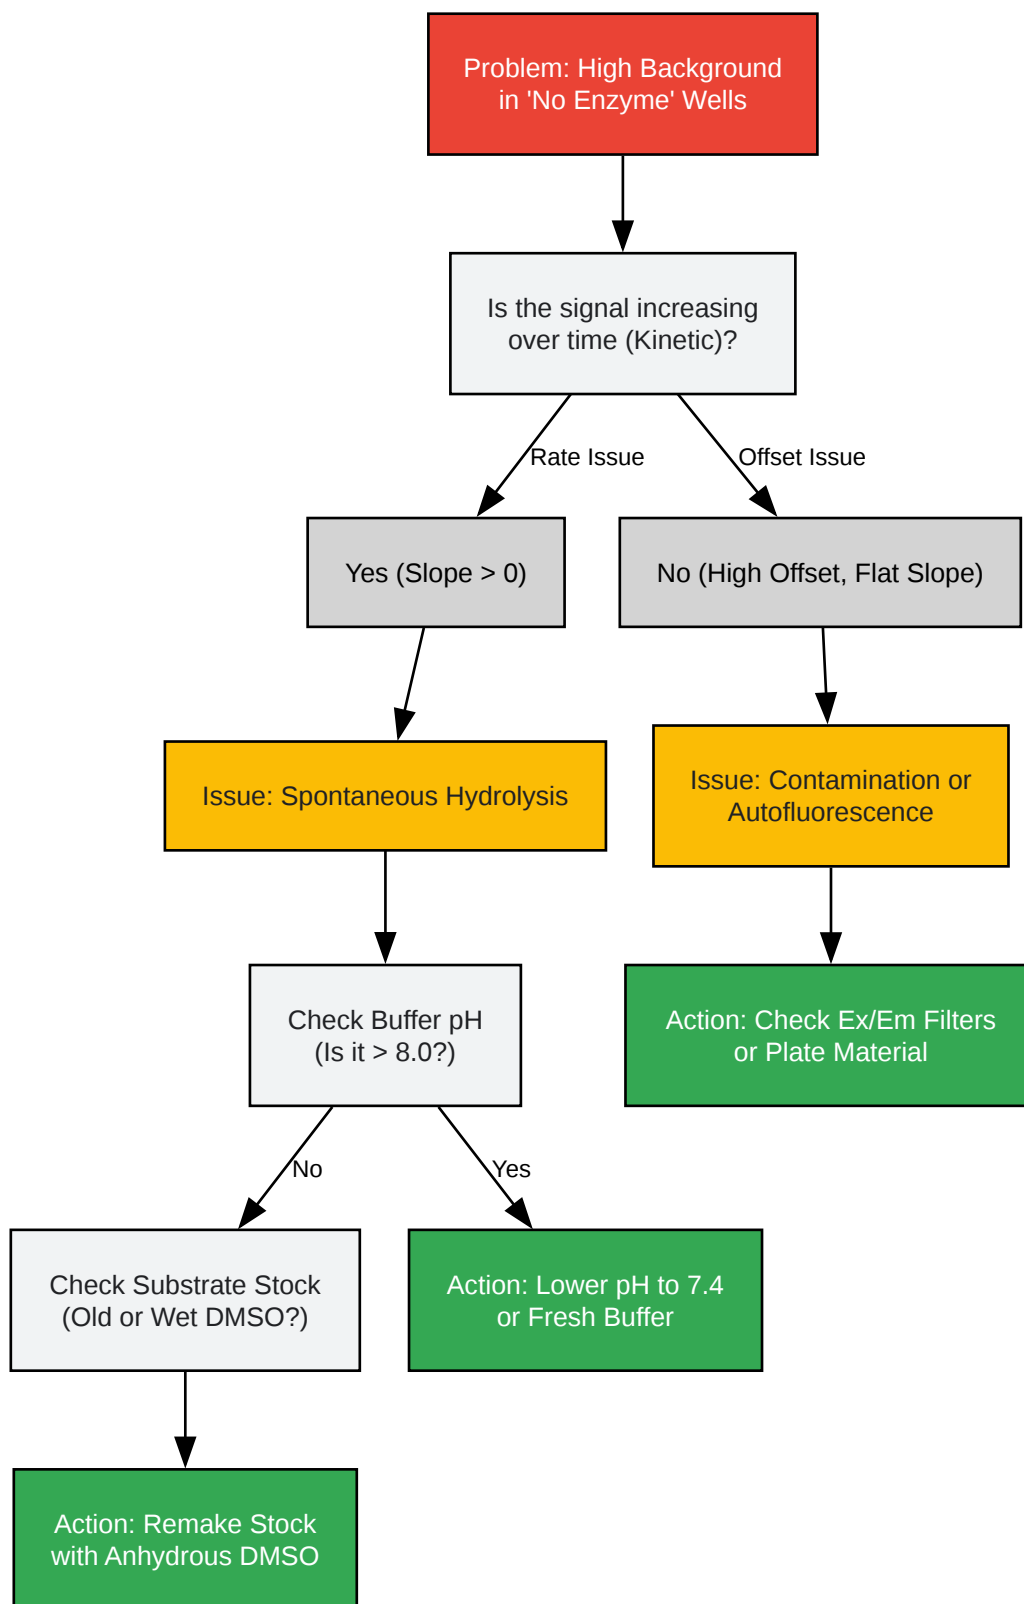 Problem: High Background
in 'No Enzyme' Wells
Is the signal increasing
over time (Kinetic)?
Rate Issue
Offset Issue
Yes (Slope > 0)
No (High Offset, Flat Slope)
Issue: Spontaneous Hydrolysis
Issue: Contamination or
Autofluorescence
Check Buffer pH
(Is it > 8.0?)
Action: Check Ex/Em Filters
or Plate Material
No
Yes
Check Substrate Stock
(Old or Wet DMSO?)
Action: Lower pH to 7.4
or Fresh Buffer
Action: Remake Stock
with Anhydrous DMSO